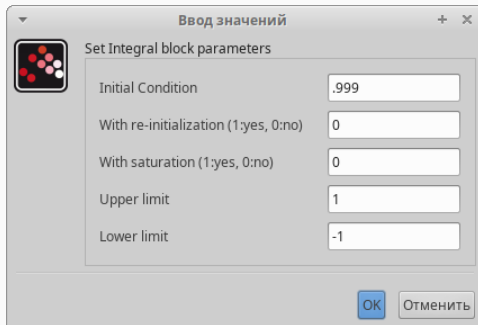 Ввод значений
Set Integral block parameters
Initial Condition .999
With re-initialization (1:yes, 0:no) 0
With saturation (1:yes, 0:no) 0
Upper limit 1
Lower limit -1
OK Отменить